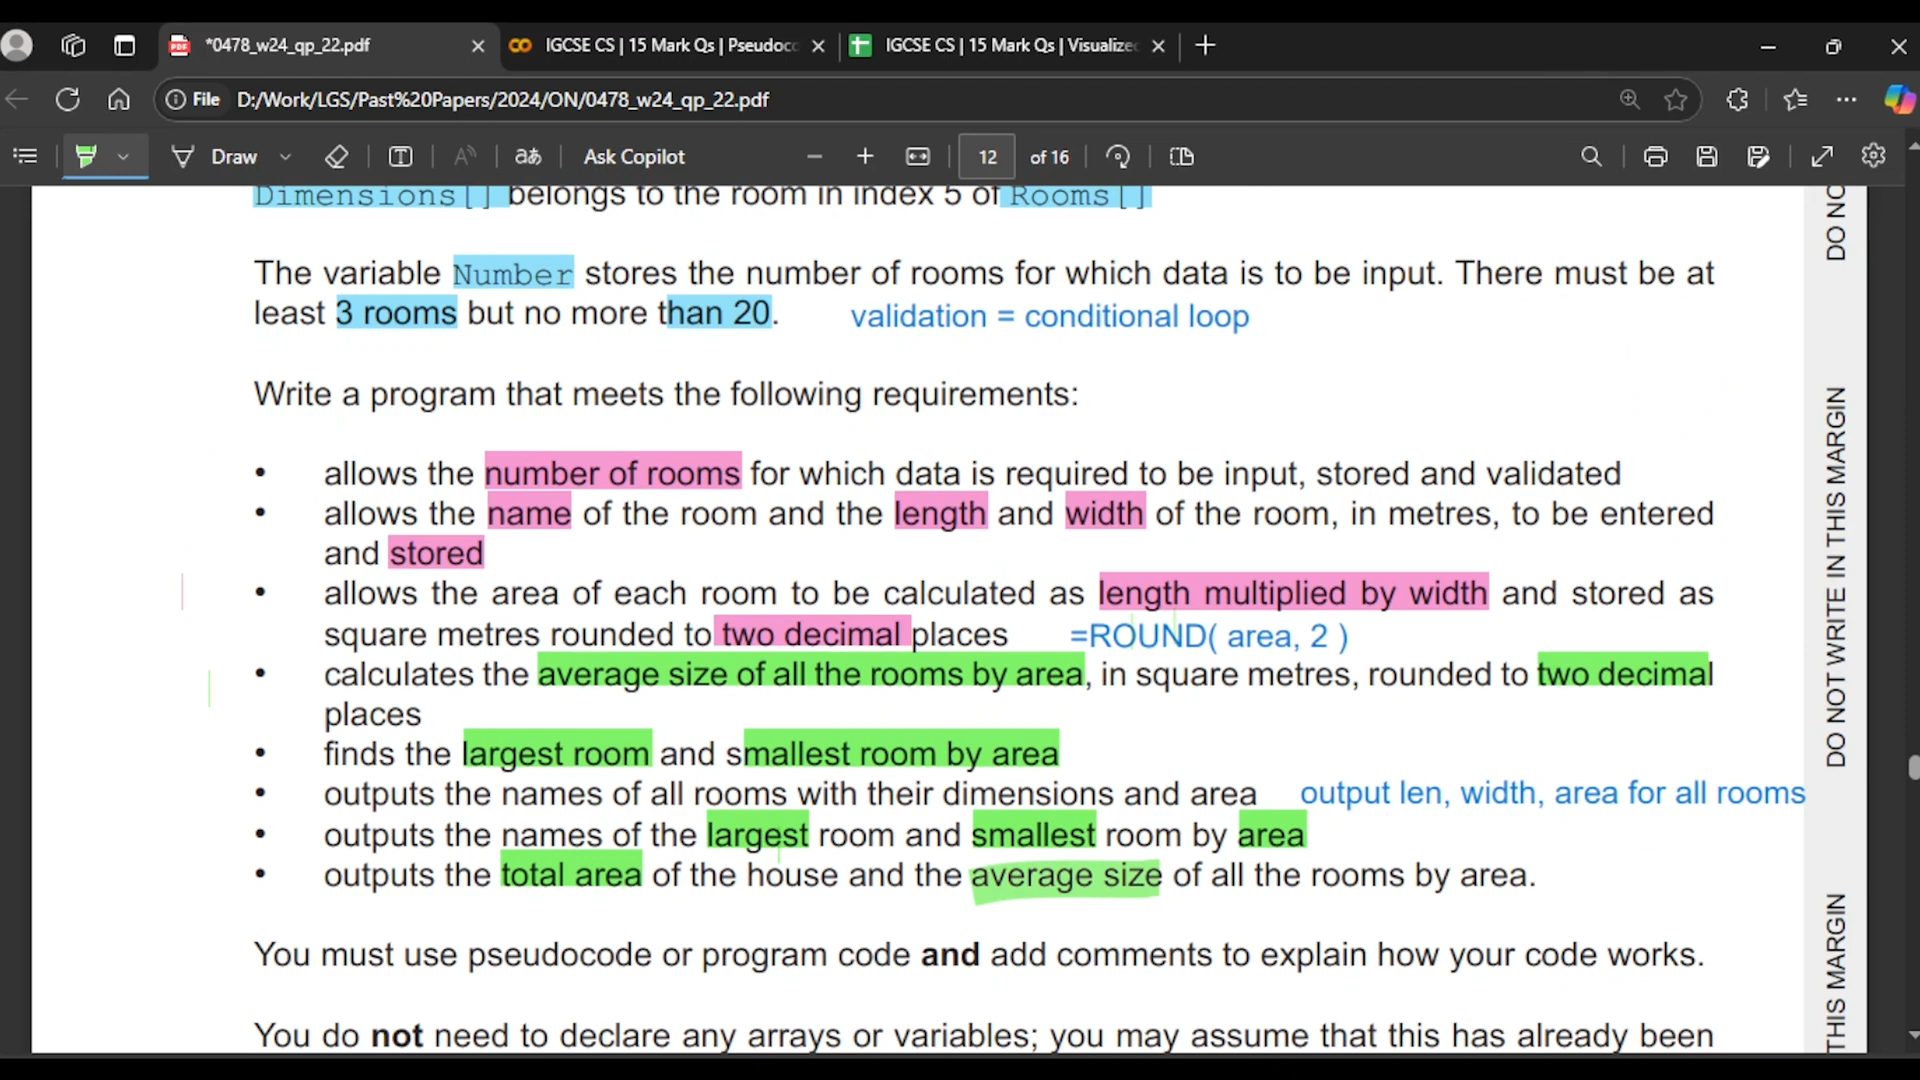 *0478_w24_qp_22.pdf
IGCSE CS | 15 Mark Qs | Pseudoco
IGCSE CS | 15 Mark Qs | Visualize
File D:/Work/LGS/Past%20Papers/2024/ON/0478_w24_qp_22.pdf
Draw
Ask Copilot
12 of 16
Dimensions[] belongs to the room in index 5 of Rooms[]
The variable Number stores the number of rooms for which data is to be input. There must be at
least 3 rooms but no more than 20. validation = conditional loop
Write a program that meets the following requirements:
• allows the number of rooms for which data is required to be input, stored and validated
• allows the name of the room and the length and width of the room, in metres, to be entered
and stored
• allows the area of each room to be calculated as length multiplied by width and stored as
square metres rounded to two decimal places =ROUND( area, 2 )
• calculates the average size of all the rooms by area, in square metres, rounded to two decimal
places
• finds the largest room and smallest room by area
• outputs the names of all rooms with their dimensions and area output len, width, area for all rooms
• outputs the names of the largest room and smallest room by area
• outputs the total area of the house and the average size of all the rooms by area.
You must use pseudocode or program code and add comments to explain how your code works.
You do not need to declare any arrays or variables; you may assume that this has already been
DO NO
DO NOT WRITE IN THIS MARGIN
THIS MARGIN